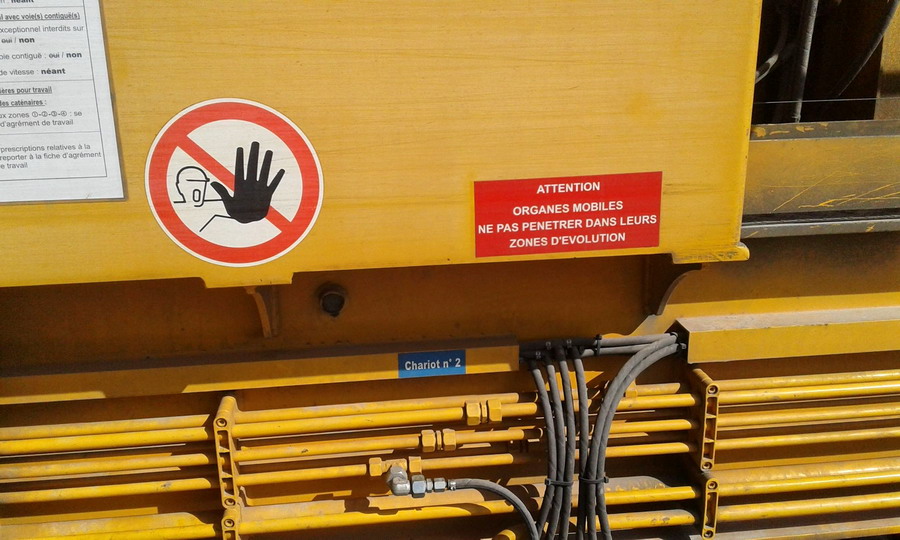 néant
al avec voie(s) contiguë(s)
exceptionnel interdits sur
oui / non
oie contiguë : oui / non
de vitesse : néant
ières pour travail
des caténaires :
ux zones ①-②-③-④ : se
d'agrément de travail
prescriptions relatives à la
reporter à la fiche d'agrément
e travail
ATTENTION
ORGANES MOBILES
NE PAS PENETRER DANS LEURS
ZONES D'EVOLUTION
Chariot n° 2